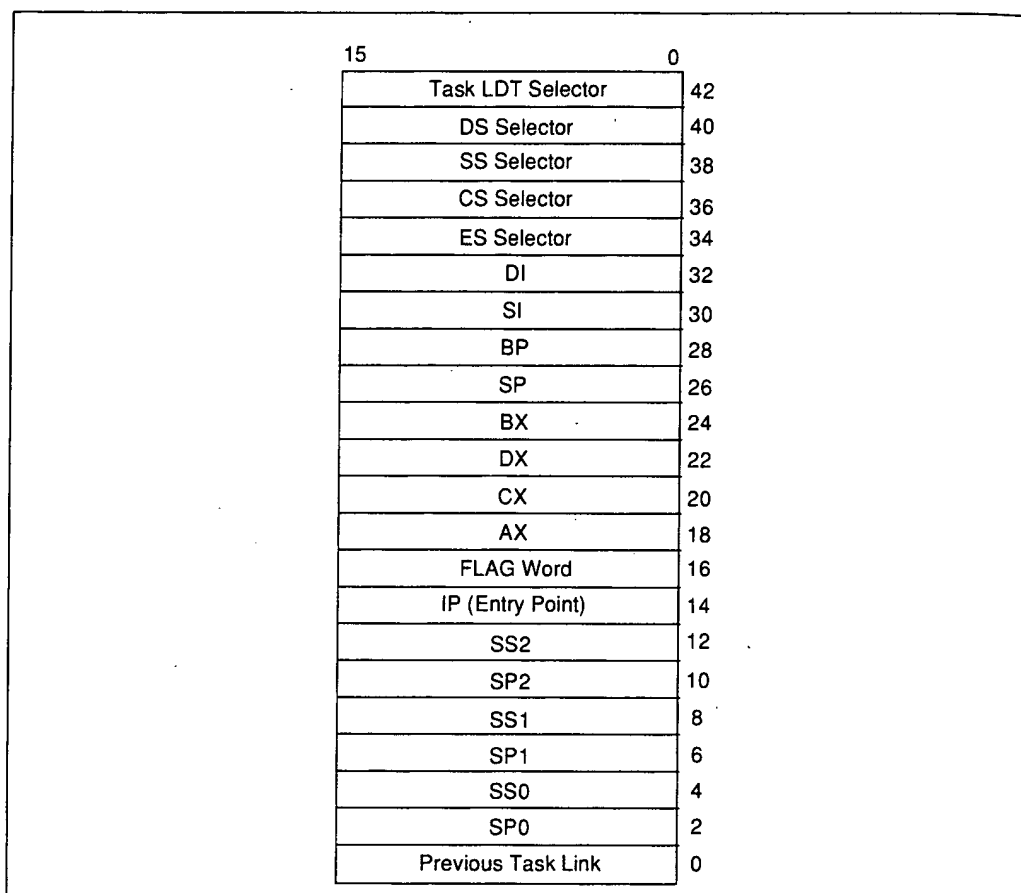 15 0
Task LDT Selector 42
DS Selector 40
SS Selector 38
CS Selector 36
ES Selector 34
DI 32
SI 30
BP 28
SP 26
BX 24
DX 22
CX 20
AX 18
FLAG Word 16
IP (Entry Point) 14
SS2 12
SP2 10
SS1 8
SP1 6
SS0 4
SP0 2
Previous Task Link 0